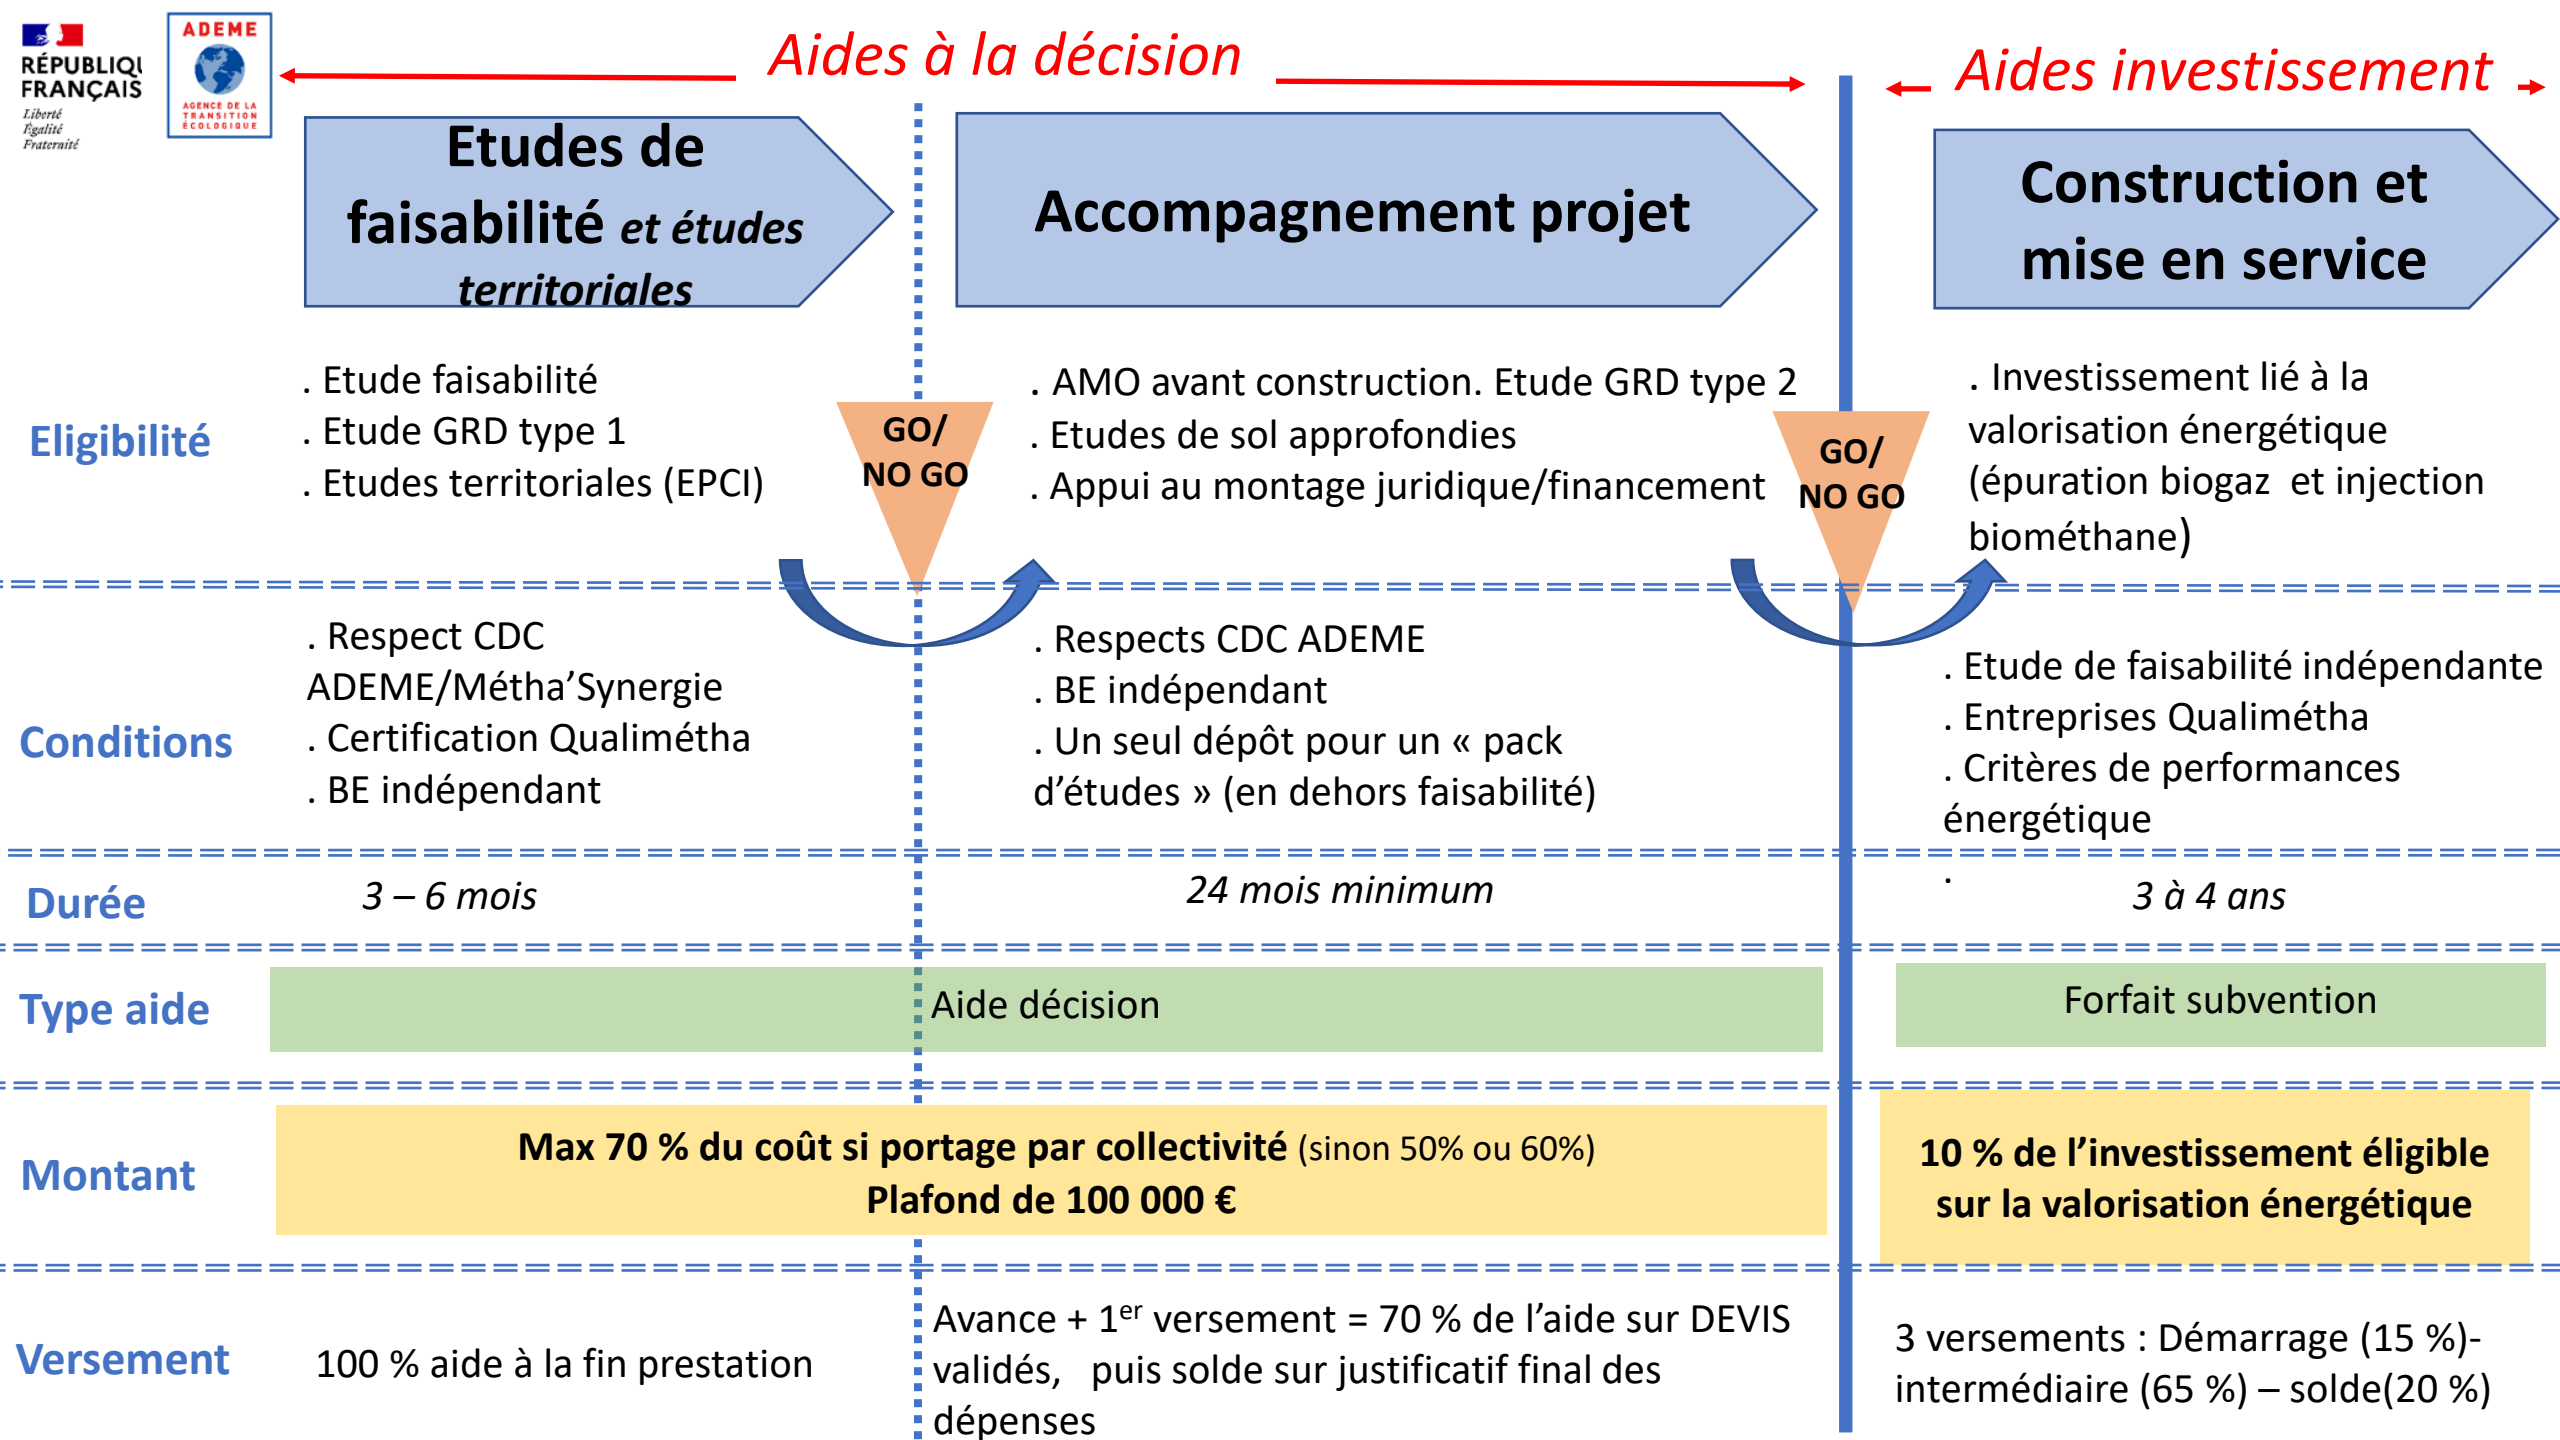 RÉPUBLIQU
FRANÇAIS
Liberté
Égalité
Fraternité
ADEME
AGENCE DE LA
TRANSITION
ÉCOLOGIQUE
Aides à la décision
Aides investissement
Etudes de
faisabilité et études
territoriales
Accompagnement projet
Construction et
mise en service
Eligibilité
. Etude faisabilité
. Etude GRD type 1
. Etudes territoriales (EPCI)
GO/
NO GO
. AMO avant construction. Etude GRD type 2
. Etudes de sol approfondies
. Appui au montage juridique/financement
GO/
NO GO
. Investissement lié à la
valorisation énergétique
(épuration biogaz et injection
biométhane)
Conditions
. Respect CDC
ADEME/Métha’Synergie
. Certification Qualimétha
. BE indépendant
. Respects CDC ADEME
. BE indépendant
. Un seul dépôt pour un « pack
d’études » (en dehors faisabilité)
. Etude de faisabilité indépendante
. Entreprises Qualimétha
. Critères de performances
énergétique
.
Durée
3 – 6 mois
24 mois minimum
3 à 4 ans
Type aide
Aide décision
Forfait subvention
Montant
Max 70 % du coût si portage par collectivité (sinon 50% ou 60%)
Plafond de 100 000 €
10 % de l’investissement éligible
sur la valorisation énergétique
Versement
100 % aide à la fin prestation
Avance + 1er versement = 70 % de l’aide sur DEVIS
validés, puis solde sur justificatif final des
dépenses
3 versements : Démarrage (15 %)-
intermédiaire (65 %) – solde(20 %)